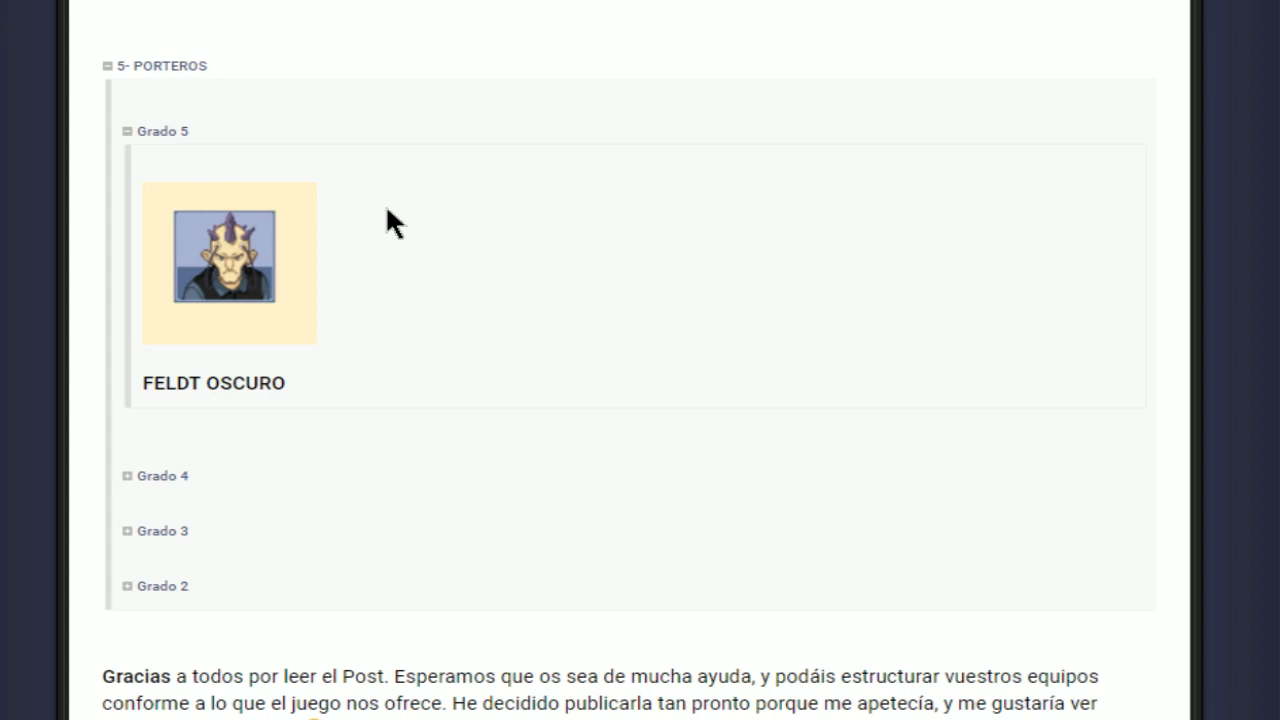 5- PORTEROS
Grado 5
FELDT OSCURO
Grado 4
Grado 3
Grado 2
Gracias a todos por leer el Post. Esperamos que os sea de mucha ayuda, y podáis estructurar vuestros equipos
conforme a lo que el juego nos ofrece. He decidido publicarla tan pronto porque me apetecía, y me gustaría ver